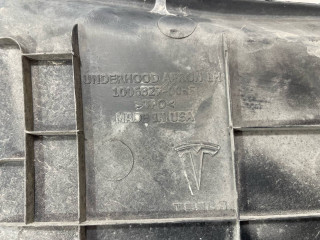 UNDERHOOD APRON LH
MADE IN USA
TESLA